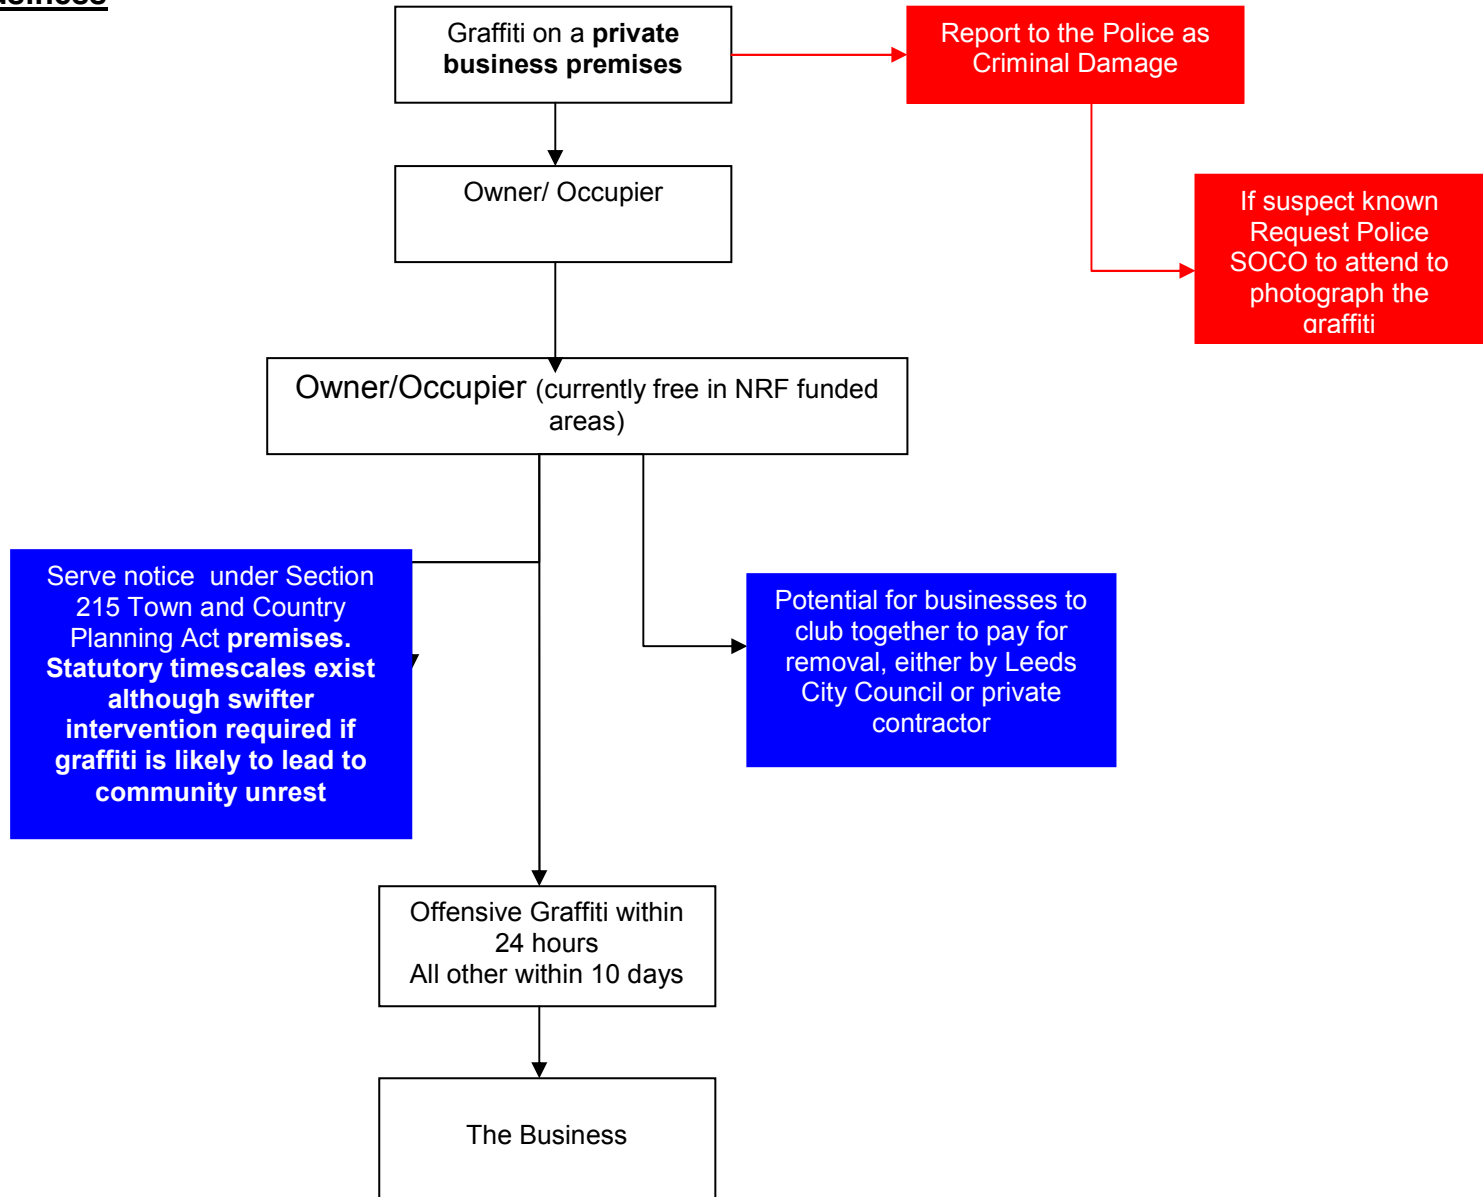 Graffiti on a private
business premises
Report to the Police as
Criminal Damage
Owner/ Occupier
If suspect known
Request Police
SOCO to attend to
photograph the
graffiti
Owner/Occupier (currently free in NRF funded
areas)
Serve notice under Section
215 Town and Country
Planning Act premises.
Statutory timescales exist
although swifter
intervention required if
graffiti is likely to lead to
community unrest
Potential for businesses to
club together to pay for
removal, either by Leeds
City Council or private
contractor
Offensive Graffiti within
24 hours
All other within 10 days
The Business